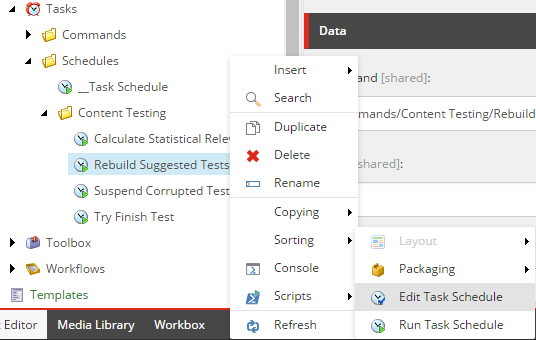 Tasks
Commands
Schedules
__Task Schedule
Content Testing
Calculate Statistical Rele
Rebuild Suggested Tests
Suspend Corrupted Test
Try Finish Test
Toolbox
Workflows
Templates
Editor
Media Library
Workbox
Insert
Search
Duplicate
Delete
Rename
Copying
Sorting
Console
Scripts
Refresh
Layout
Packaging
Edit Task Schedule
Run Task Schedule
Data
and [shared]:
mands/Content Testing/Rebuild
shared]: